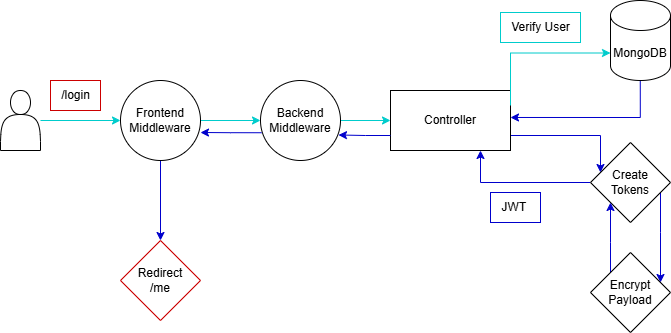 Verify User
MongoDB
/login
Frontend
Middleware
Backend
Middleware
Controller
Create
Tokens
JWT
Redirect
/me
Encrypt
Payload